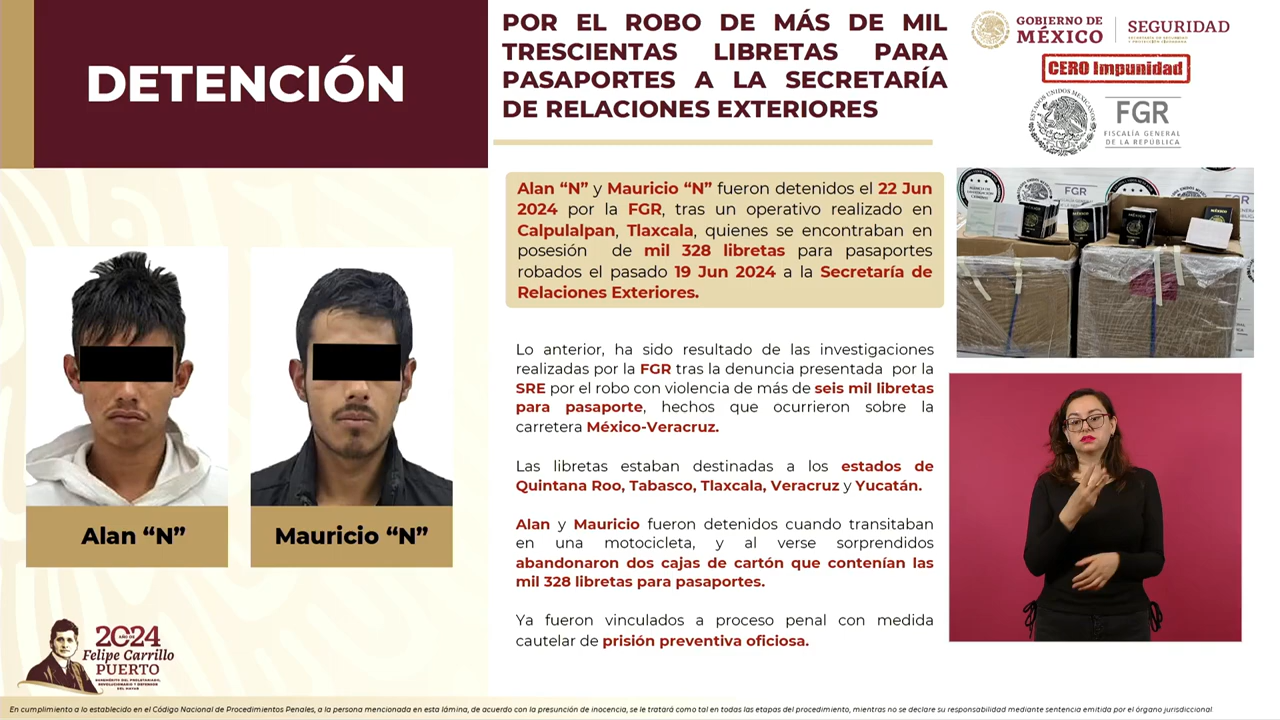 DETENCIÓN
POR EL ROBO DE MÁS DE MIL
TRESCIENTAS LIBRETAS PARA
PASAPORTES A LA SECRETARÍA
DE RELACIONES EXTERIORES
GOBIERNO DE
MÉXICO
SEGURIDAD
CERO Impunidad
ESTADOS UNIDOS MEXICANOS
FGR
FISCALÍA GENERAL
DE LA REPÚBLICA
Alan “N” y Mauricio “N” fueron detenidos el 22 Jun
2024 por la FGR, tras un operativo realizado en
Calpulalpan, Tlaxcala, quienes se encontraban en
posesión de mil 328 libretas para pasaportes
robados el pasado 19 Jun 2024 a la Secretaría de
Relaciones Exteriores.
Lo anterior, ha sido resultado de las investigaciones
realizadas por la FGR tras la denuncia presentada por la
SRE por el robo con violencia de más de seis mil libretas
para pasaporte, hechos que ocurrieron sobre la
carretera México-Veracruz.
Las libretas estaban destinadas a los estados de
Quintana Roo, Tabasco, Tlaxcala, Veracruz y Yucatán.
Alan y Mauricio fueron detenidos cuando transitaban
en una motocicleta, y al verse sorprendidos
abandonaron dos cajas de cartón que contenían las
mil 328 libretas para pasaportes.
Ya fueron vinculados a proceso penal con medida
cautelar de prisión preventiva oficiosa.
Alan “N”
Mauricio “N”
FGR
FGR
2024
AÑO DE
Felipe Carrillo
PUERTO
En cumplimiento a lo establecido en el Código Nacional de Procedimientos Penales, a la persona mencionada en esta lámina, de acuerdo con la presunción de inocencia, se le tratará como tal en todas las etapas del procedimiento, mientras no se declare su responsabilidad mediante sentencia emitida por el órgano jurisdiccional